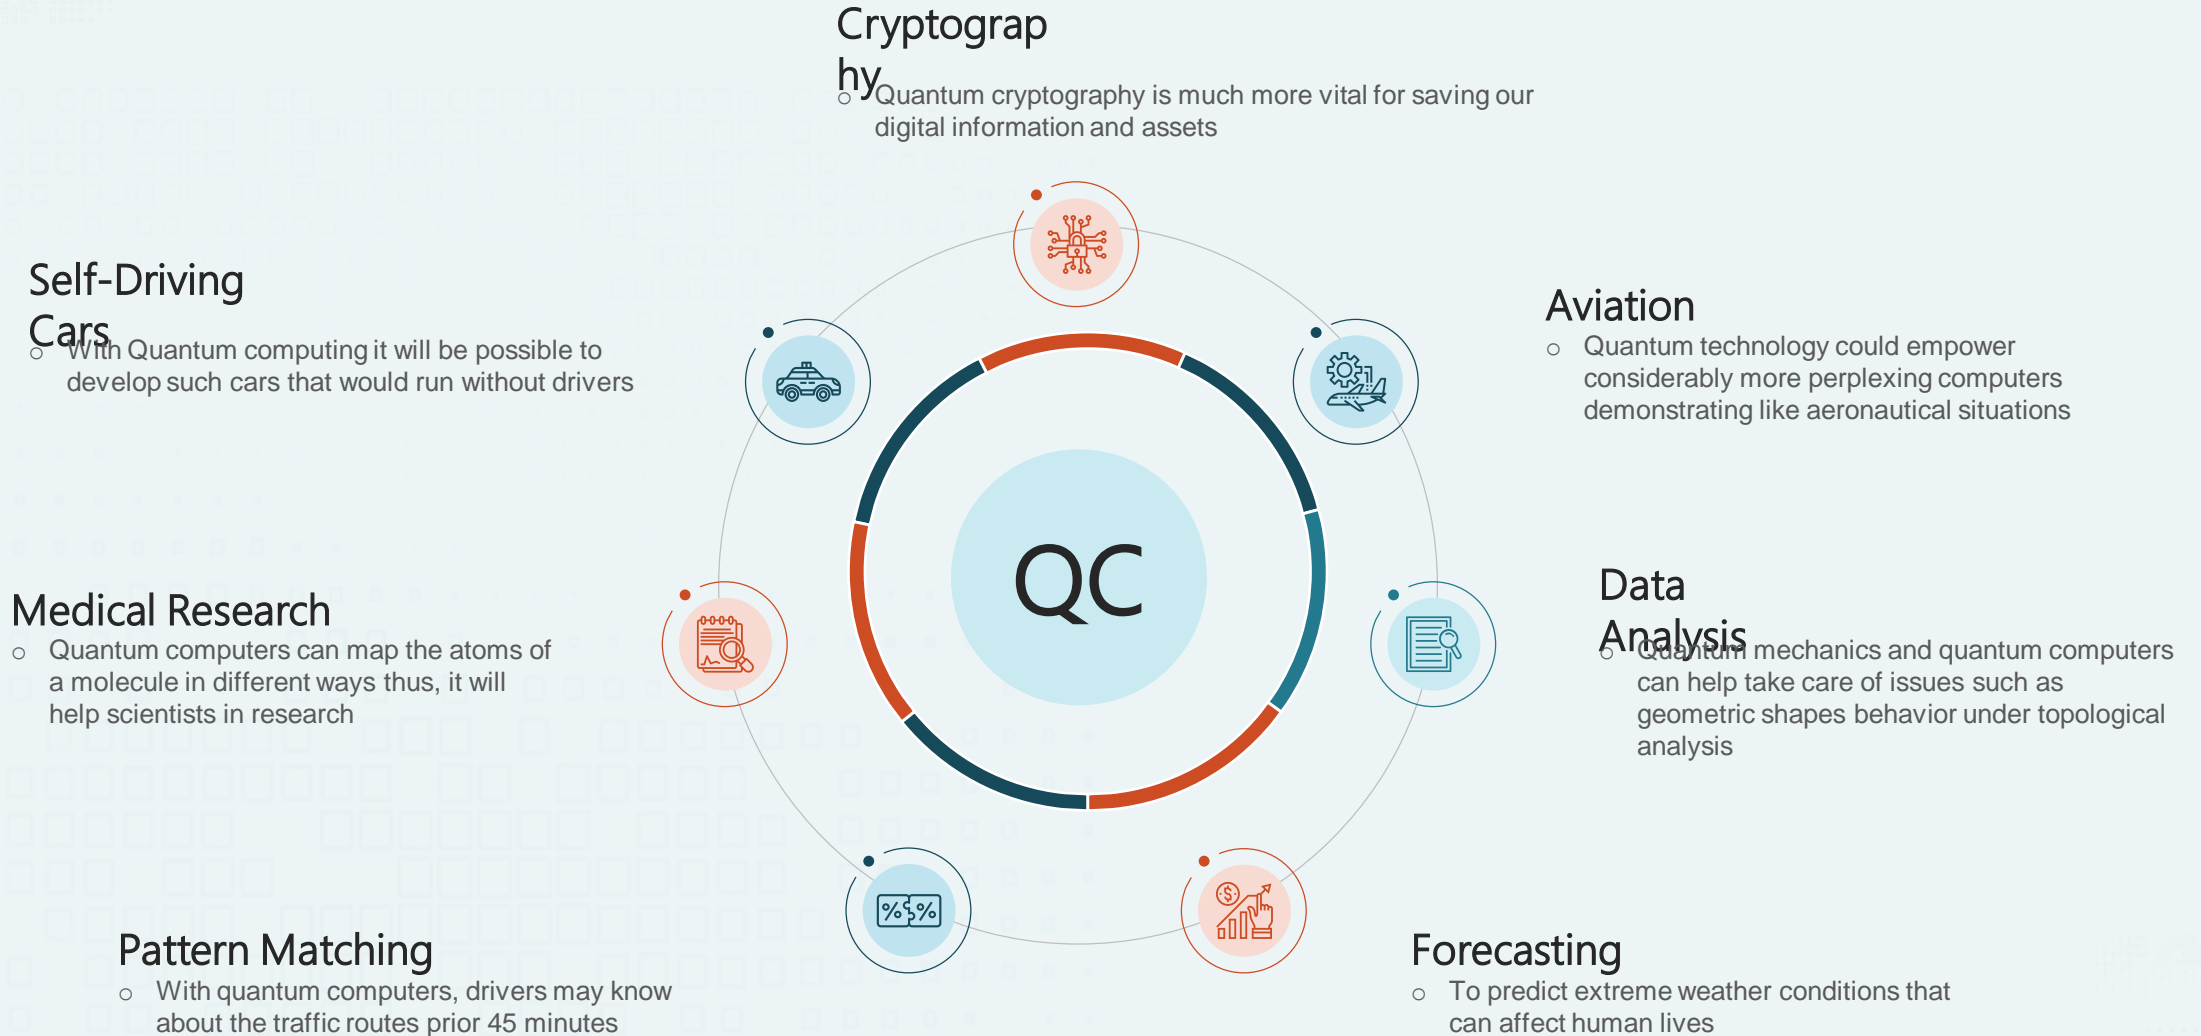 Cryptograp
hy
○ Quantum cryptography is much more vital for saving our
digital information and assets
Self-Driving
Cars
○ With Quantum computing it will be possible to
develop such cars that would run without drivers
Aviation
○ Quantum technology could empower
considerably more perplexing computers
demonstrating like aeronautical situations
QC
Medical Research
○ Quantum computers can map the atoms of
a molecule in different ways thus, it will
help scientists in research
Data
Analysis
○ Quantum mechanics and quantum computers
can help take care of issues such as
geometric shapes behavior under topological
analysis
% %
$
Pattern Matching
○ With quantum computers, drivers may know
about the traffic routes prior 45 minutes
Forecasting
○ To predict extreme weather conditions that
can affect human lives